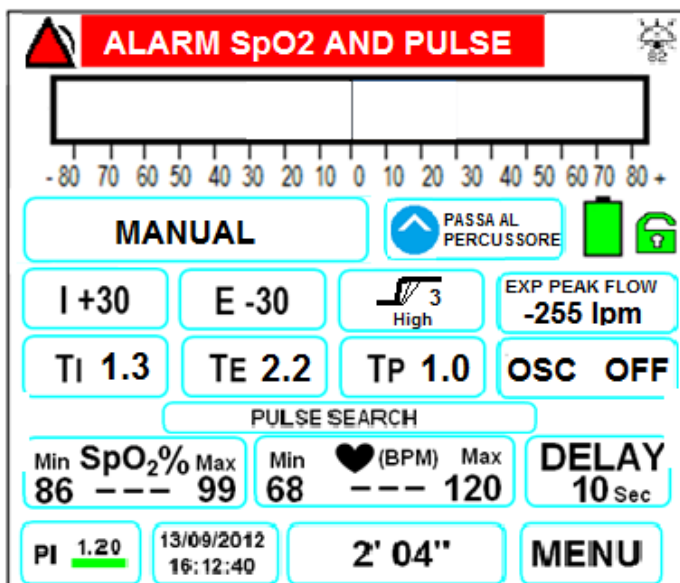 ALARM SpO2 AND PULSE
82
- 80 70 60 50 40 30 20 10 0 10 20 30 40 50 60 70 80 +
MANUAL
PASSA AL
PERCUSSORE
I +30
E -30
3
High
EXP PEAK FLOW
-255 lpm
TI 1.3
TE 2.2
TP 1.0
OSC OFF
PULSE SEARCH
Min SpO₂% Max
86 --- 99
Min (BPM) Max
68 --- 120
DELAY
10 Sec
PI 1.20
13/09/2012
16:12:40
2' 04"
MENU